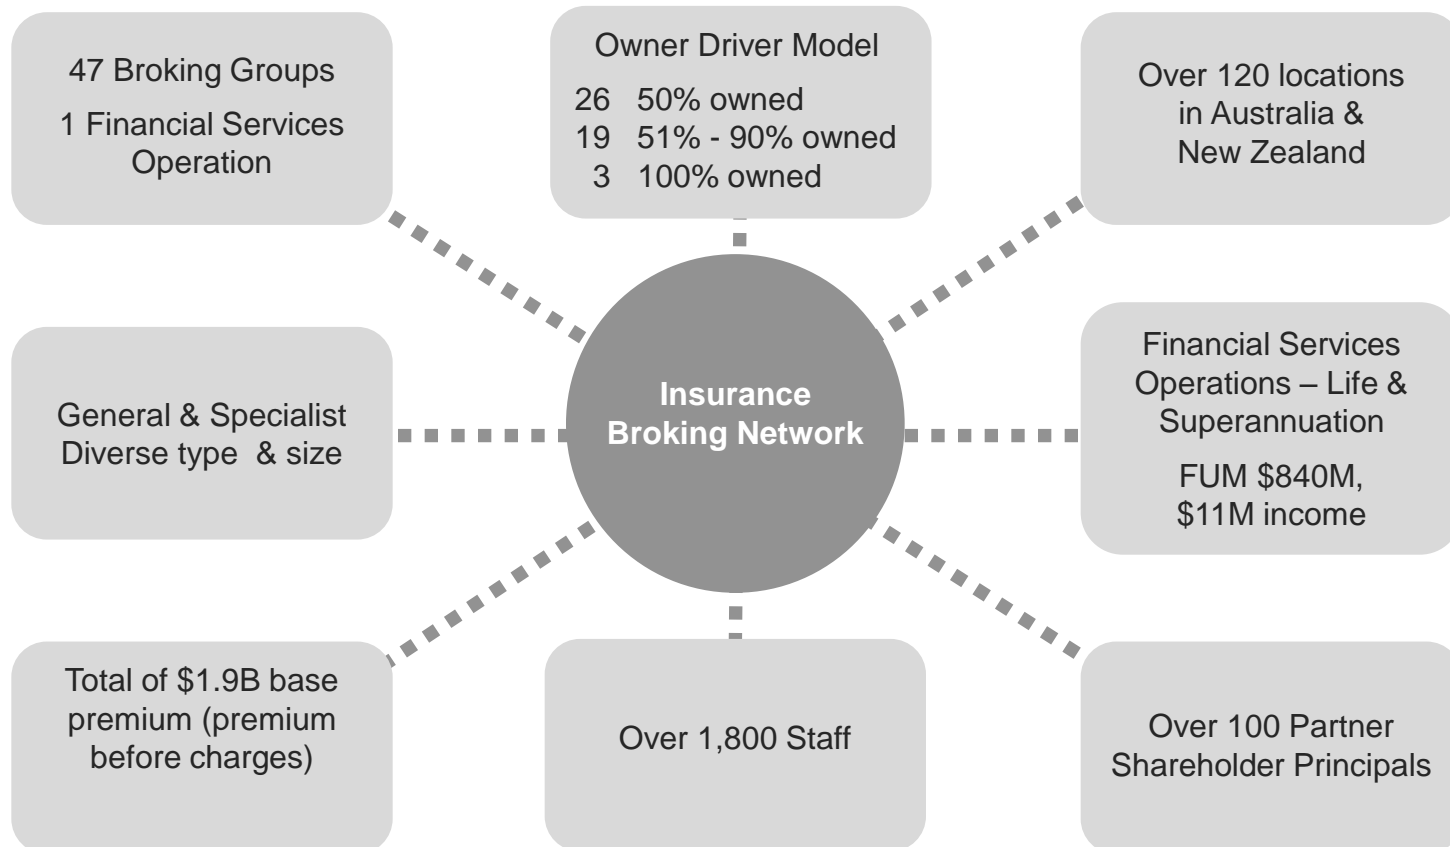 47 Broking Groups
1 Financial Services
Operation
Owner Driver Model
26 50% owned
19 51% - 90% owned
3 100% owned
Over 120 locations
in Australia &
New Zealand
General & Specialist
Diverse type & size
Insurance
Broking Network
Financial Services
Operations – Life &
Superannuation
FUM $840M,
$11M income
Total of $1.9B base
premium (premium
before charges)
Over 1,800 Staff
Over 100 Partner
Shareholder Principals